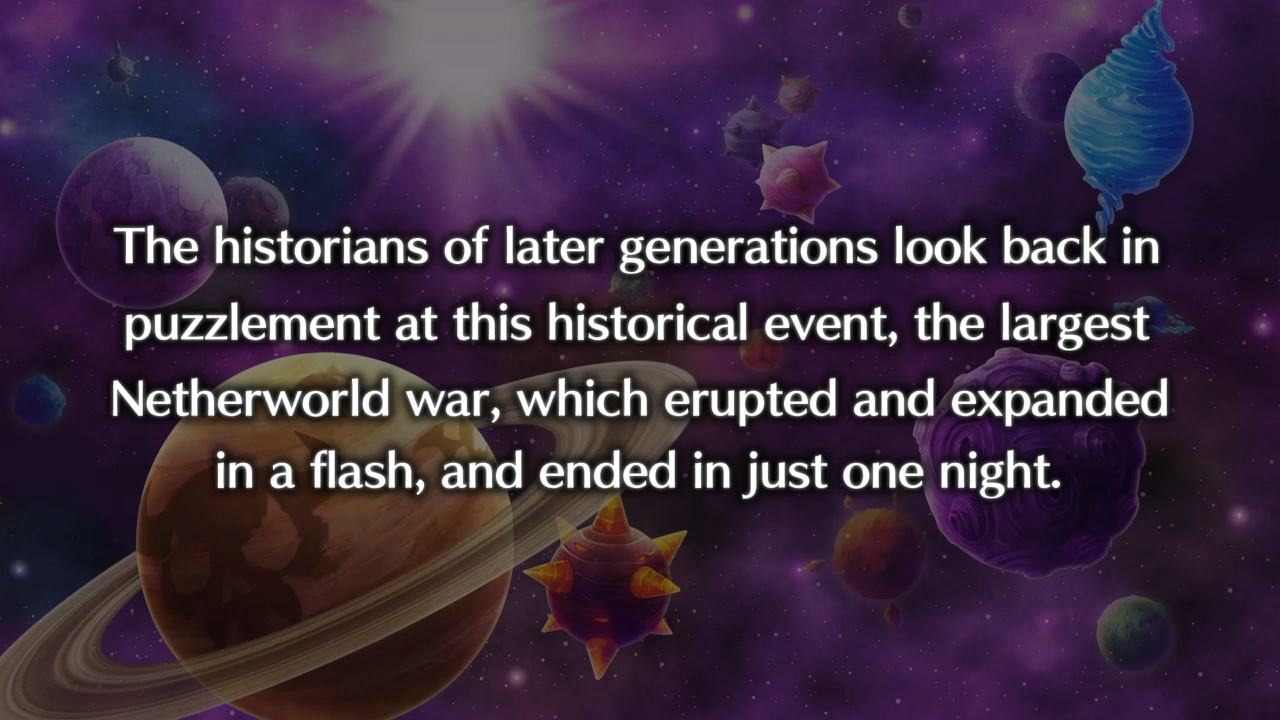 The historians of later generations look back in
puzzlement at this historical event, the largest
Netherworld war, which erupted and expanded
in a flash, and ended in just one night.